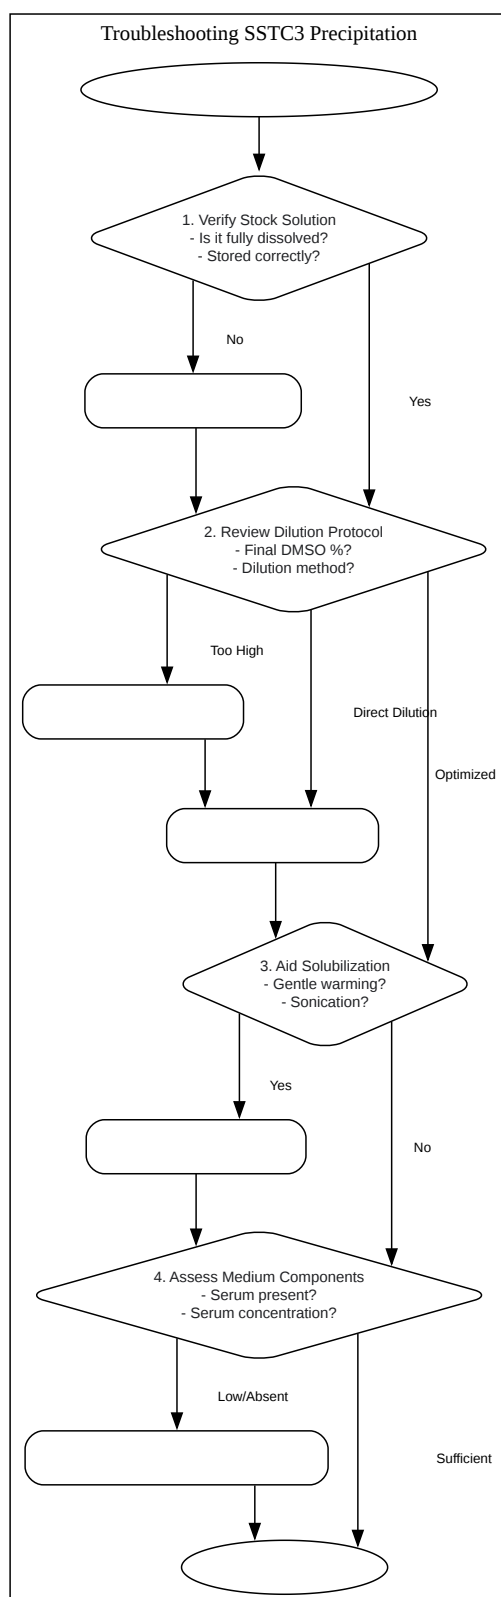 Troubleshooting SSTC3 Precipitation
1. Verify Stock Solution
- Is it fully dissolved?
- Stored correctly?
No
Yes
2. Review Dilution Protocol
- Final DMSO %?
- Dilution method?
Too High
Direct Dilution
Optimized
3. Aid Solubilization
- Gentle warming?
- Sonication?
Yes
No
4. Assess Medium Components
- Serum present?
- Serum concentration?
Low/Absent
Sufficient